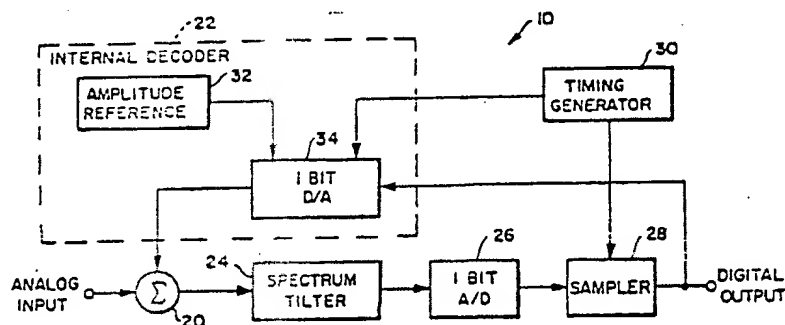 22
10
INTERNAL DECODER
32
30
AMPLITUDE
REFERENCE
TIMING
GENERATOR
34
1 BIT
D/A
24
26
28
ANALOG
INPUT
Σ
20
SPECTRUM
TILTER
1 BIT
A/D
SAMPLER
DIGITAL
OUTPUT